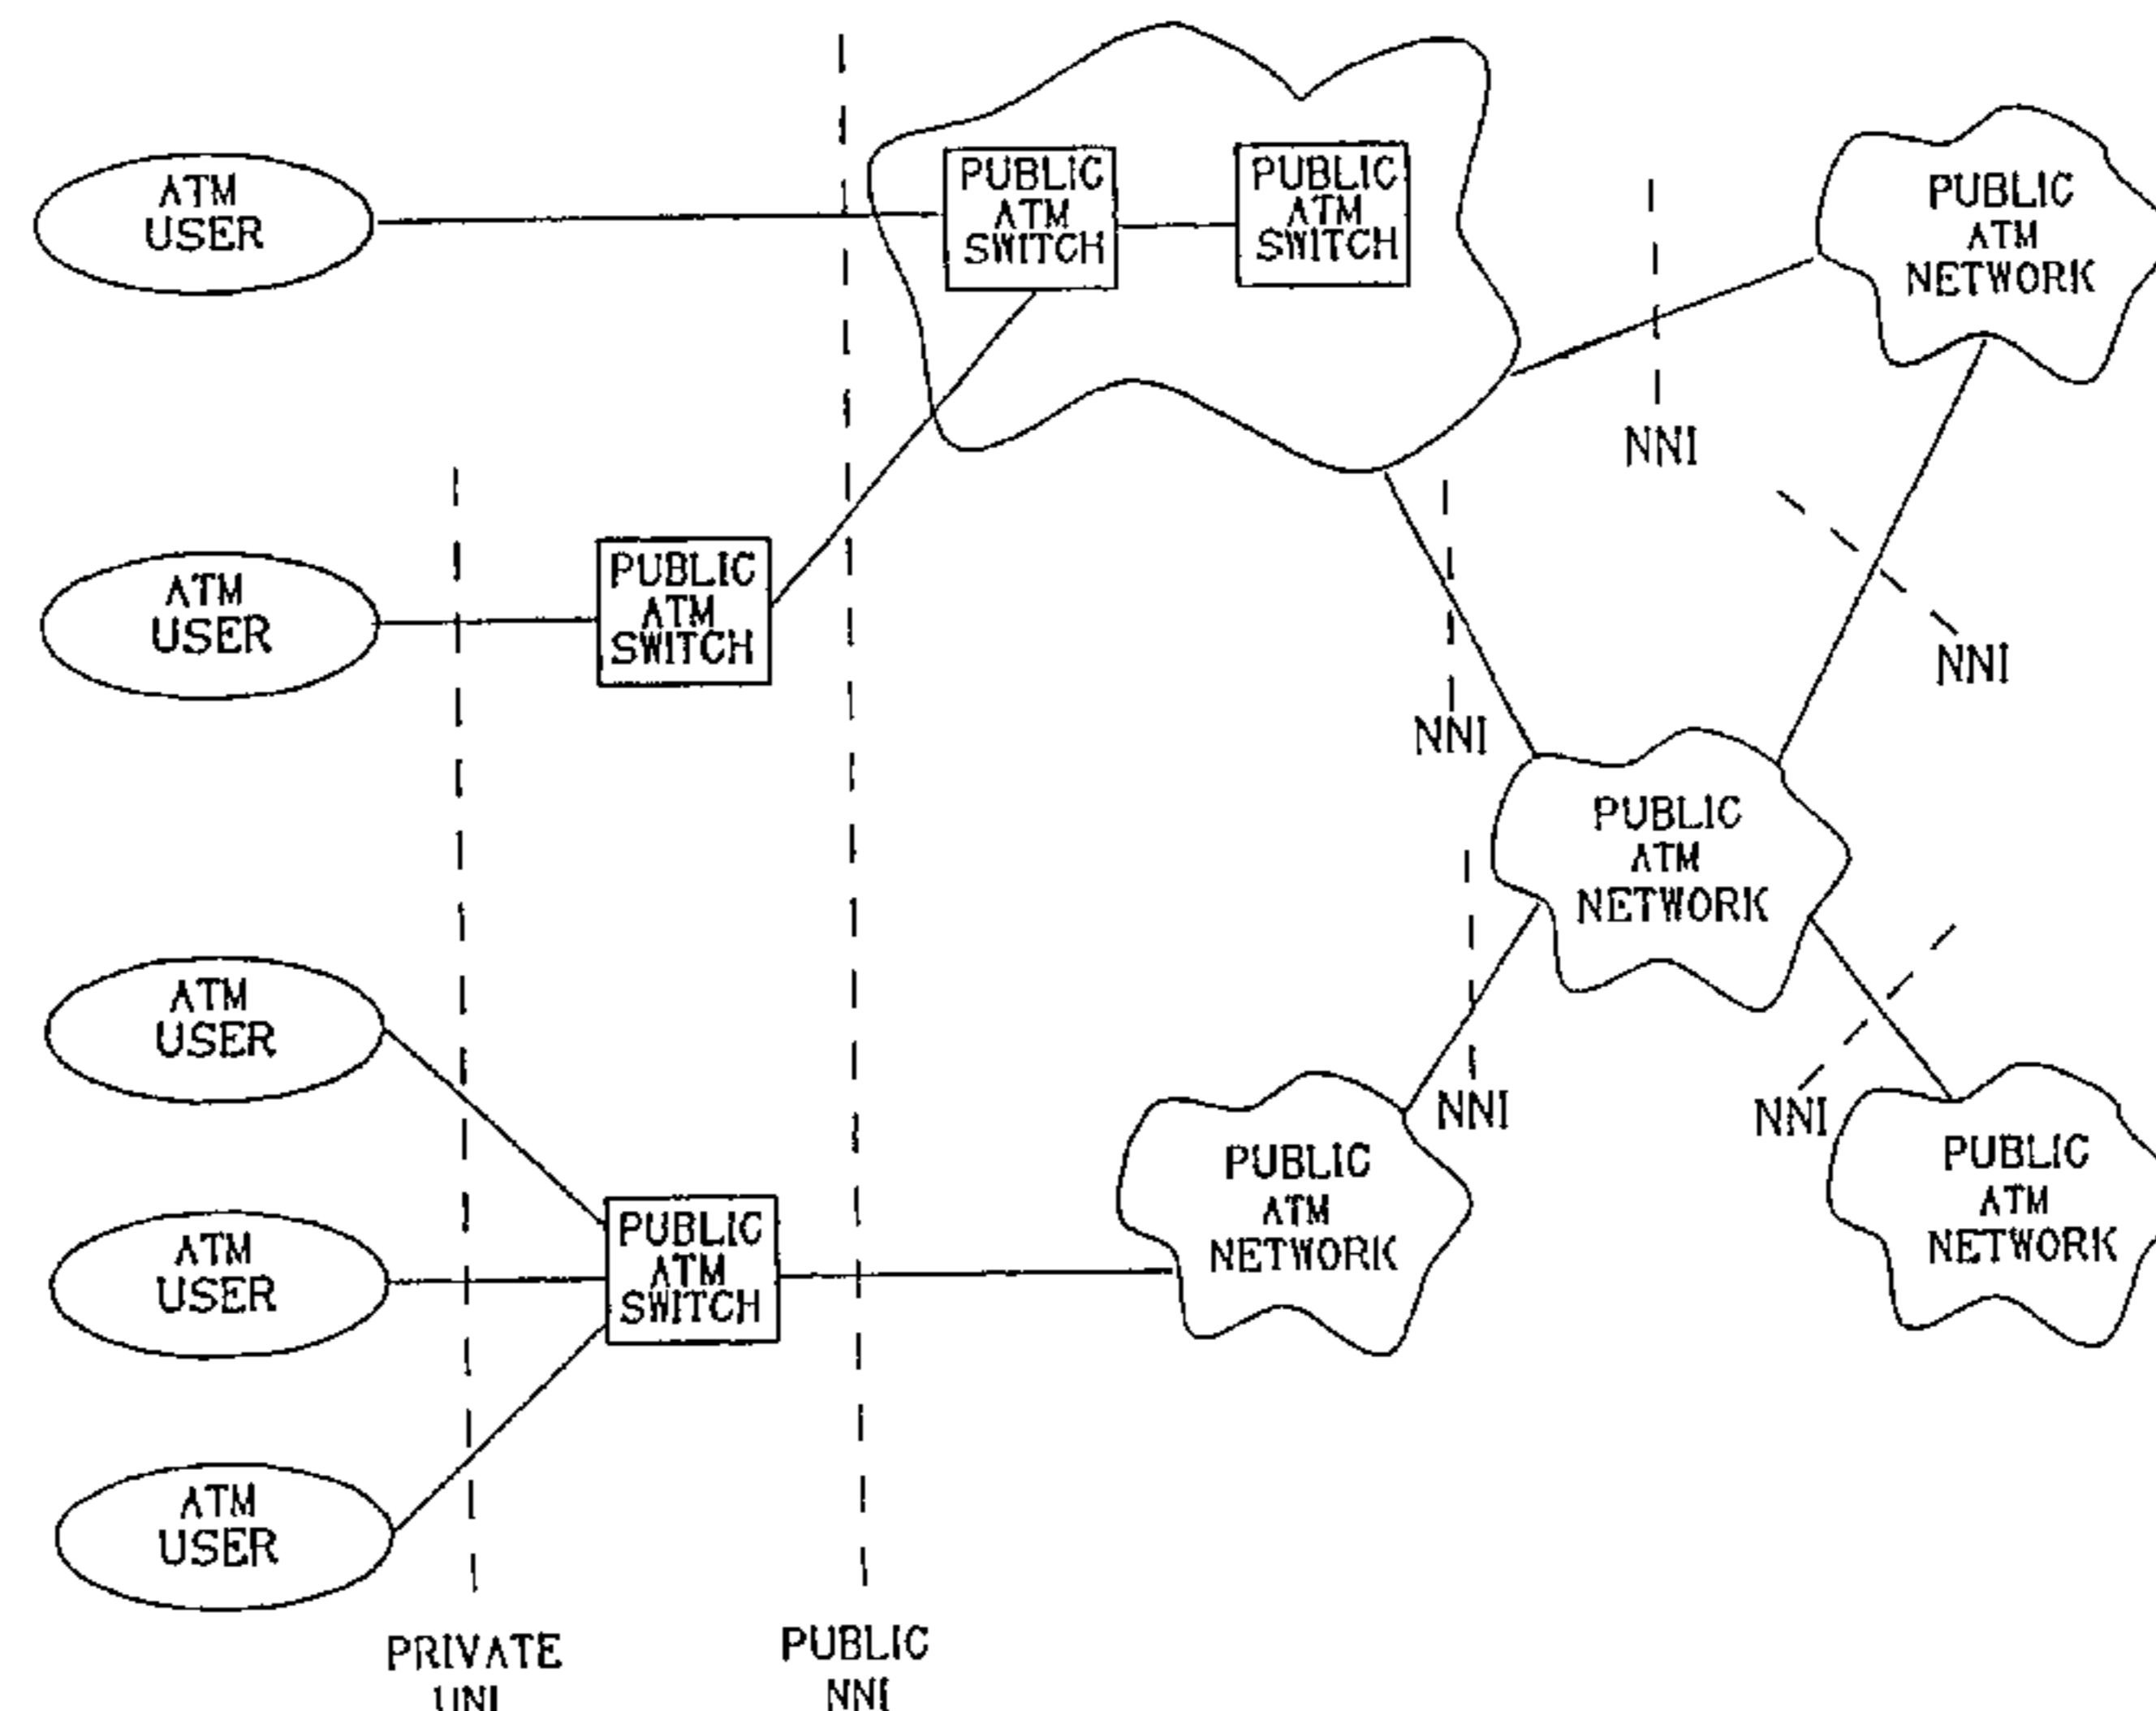 ATM
USER
PUBLIC
ATM
SWITCH
PUBLIC
ATM
SWITCH
PUBLIC
ATM
NETWORK
NNI
ATM
USER
PUBLIC
ATM
SWITCH
NNI
NNI
PUBLIC
ATM
NETWORK
ATM
USER
NNI
NNI
ATM
USER
PUBLIC
ATM
SWITCH
PUBLIC
ATM
NETWORK
PUBLIC
ATM
NETWORK
ATM
USER
PRIVATE
UNI
PUBLIC
NNI